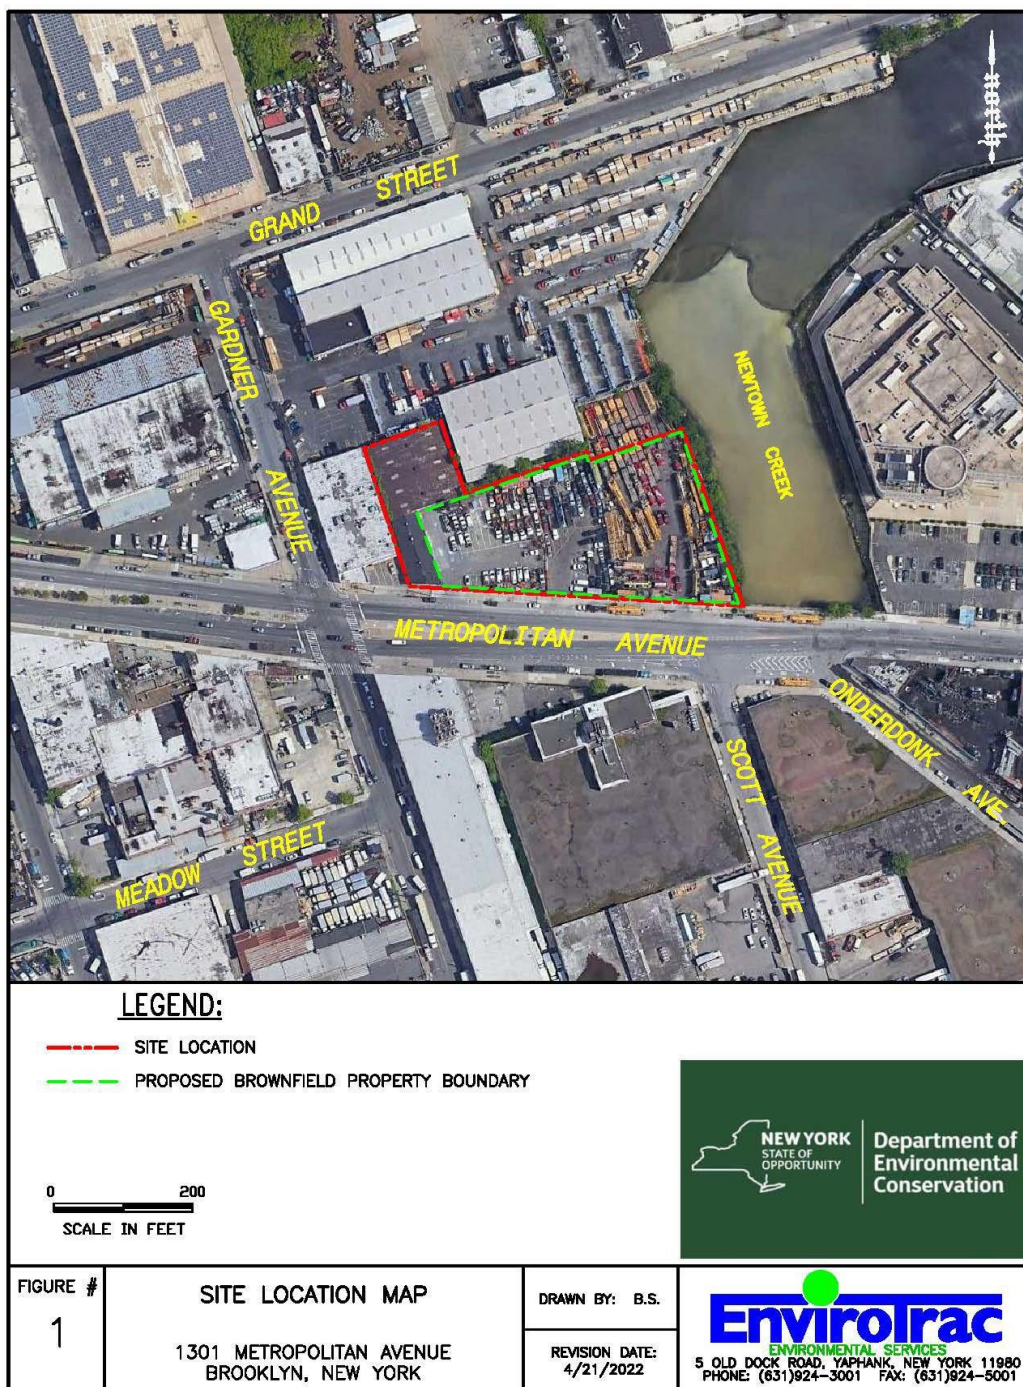 north
GRAND STREET
GARDNER AVENUE
NEWTOWN CREEK
METROPOLITAN AVENUE
ONDERDONK AVE.
SCOTT AVENUE
MEADOW STREET
LEGEND:
SITE LOCATION
PROPOSED BROWNFIELD PROPERTY BOUNDARY
0 200
SCALE IN FEET
NEW YORK
STATE OF
OPPORTUNITY
Department of
Environmental
Conservation
FIGURE #
1
SITE LOCATION MAP
1301 METROPOLITAN AVENUE
BROOKLYN, NEW YORK
DRAWN BY: B.S.
REVISION DATE:
4/21/2022
EnviroTrac
ENVIRONMENTAL SERVICES
5 OLD DOCK ROAD, YAPHANK, NEW YORK 11980
PHONE: (631)924-3001 FAX: (631)924-5001